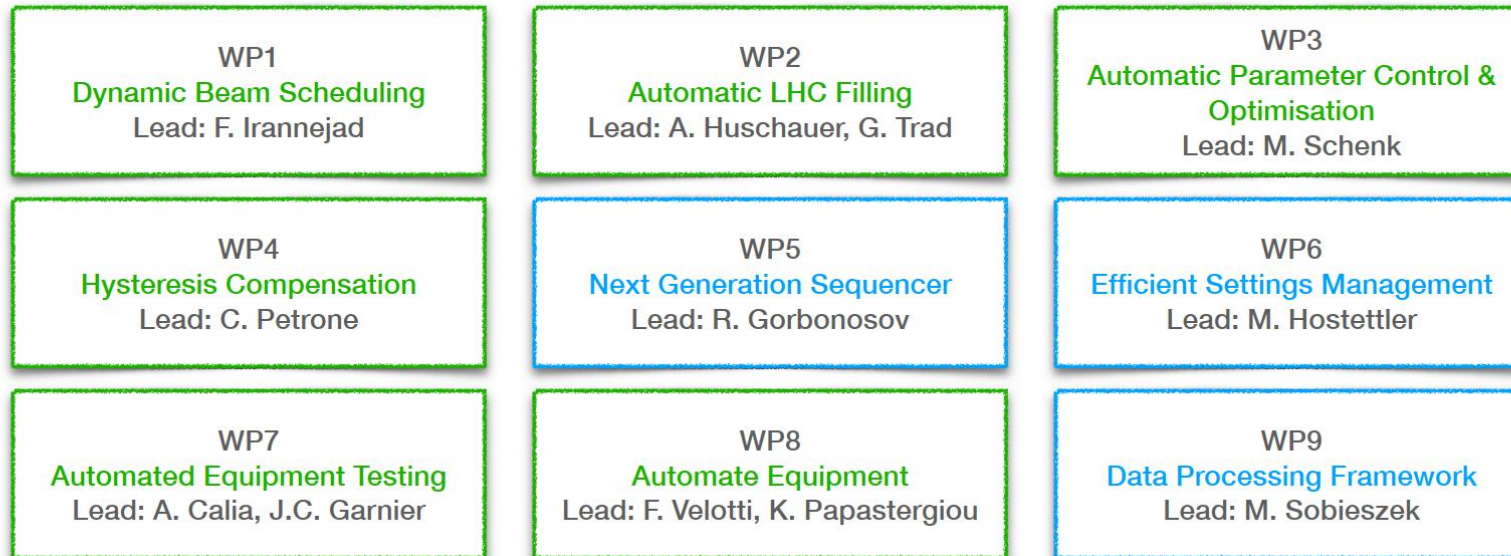 WP1
Dynamic Beam Scheduling
Lead: F. Irannejad
WP2
Automatic LHC Filling
Lead: A. Huschauer, G. Trad
WP3
Automatic Parameter Control &
Optimisation
Lead: M. Schenk
WP4
Hysteresis Compensation
Lead: C. Petrone
WP5
Next Generation Sequencer
Lead: R. Gorbonosov
WP6
Efficient Settings Management
Lead: M. Hostettler
WP7
Automated Equipment Testing
Lead: A. Calia, J.C. Garnier
WP8
Automate Equipment
Lead: F. Velotti, K. Papastergiou
WP9
Data Processing Framework
Lead: M. Sobieszek